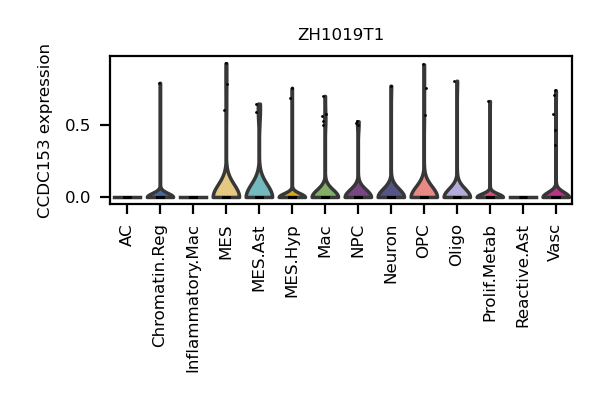 ZH1019T1
CCDC153 expression
0.5
0.0
AC
Chromatin.Reg
Inflammatory.Mac
MES
MES.Ast
MES.Hyp
Mac
NPC
Neuron
OPC
Oligo
Prolif.Metab
Reactive.Ast
Vasc